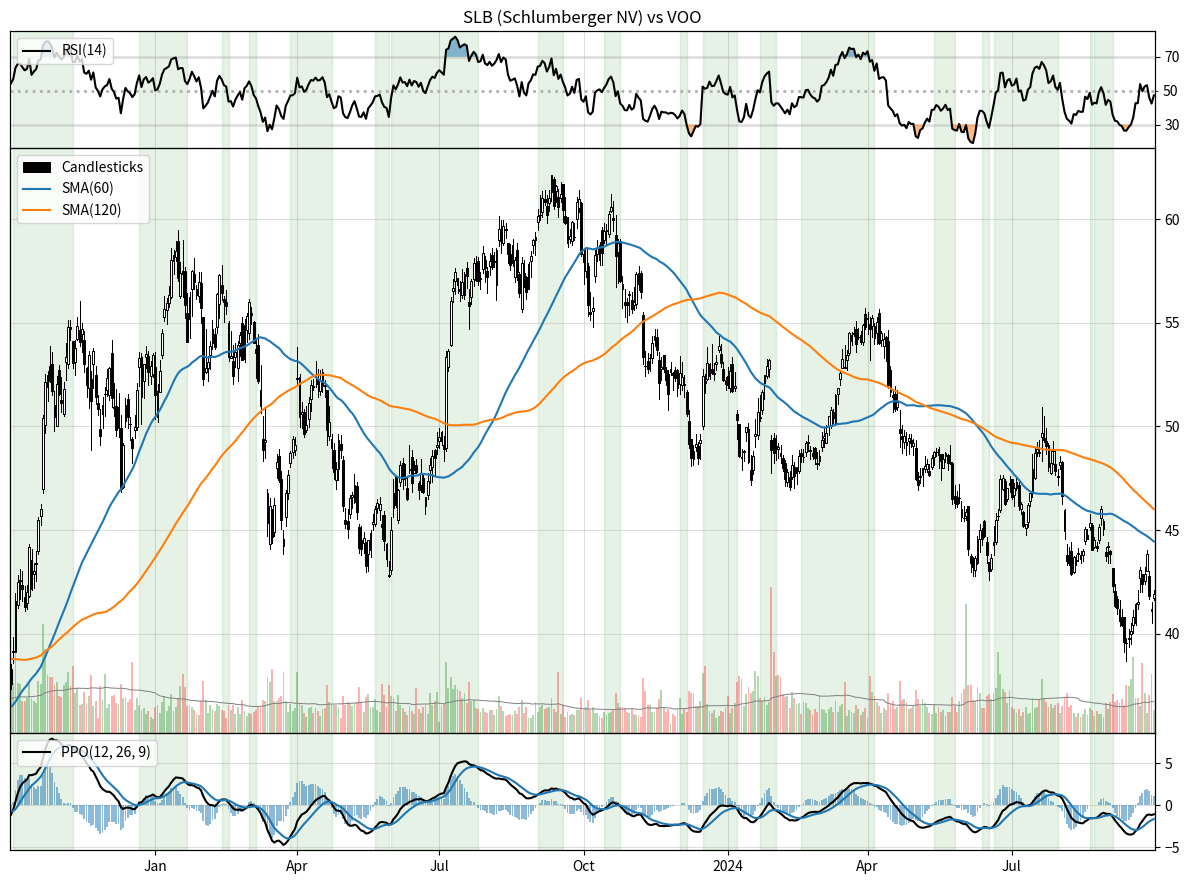 SLB (Schlumberger NV) vs VOO
RSI(14)
70
50
30
Candlesticks
SMA(60)
SMA(120)
60
55
50
45
40
PPO(12, 26, 9)
5
0
−5
Jan Apr Jul Oct 2024 Apr Jul